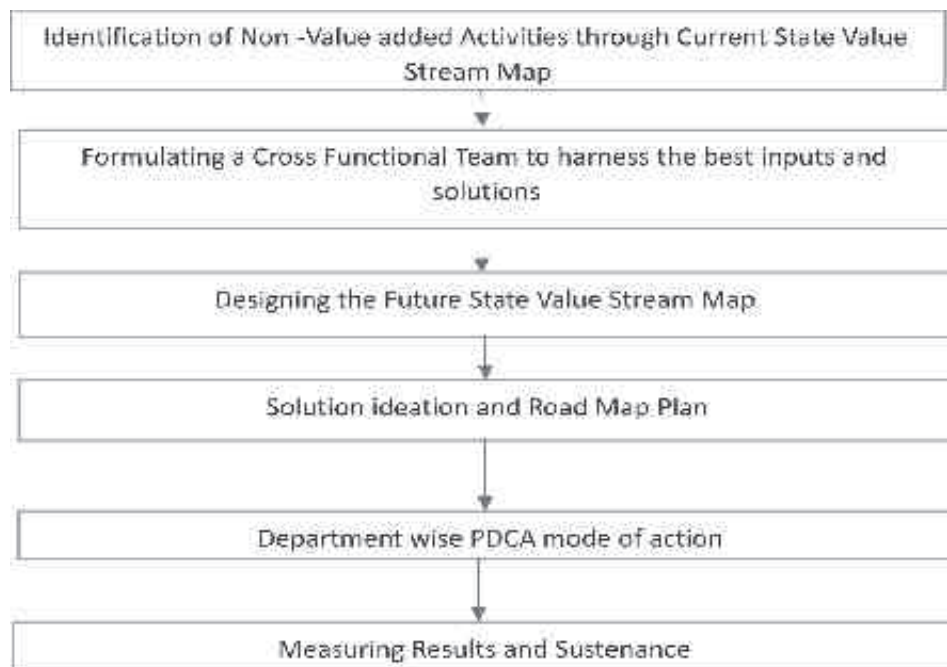 Identification of Non -Value added Activities through Current State Value
Stream Map
Formulating a Cross Functional Team to harness the best inputs and
solutions
Designing the Future State Value Stream Map
Solution ideation and Road Map Plan
Department wise PDCA mode of action
Measuring Results and Sustenance